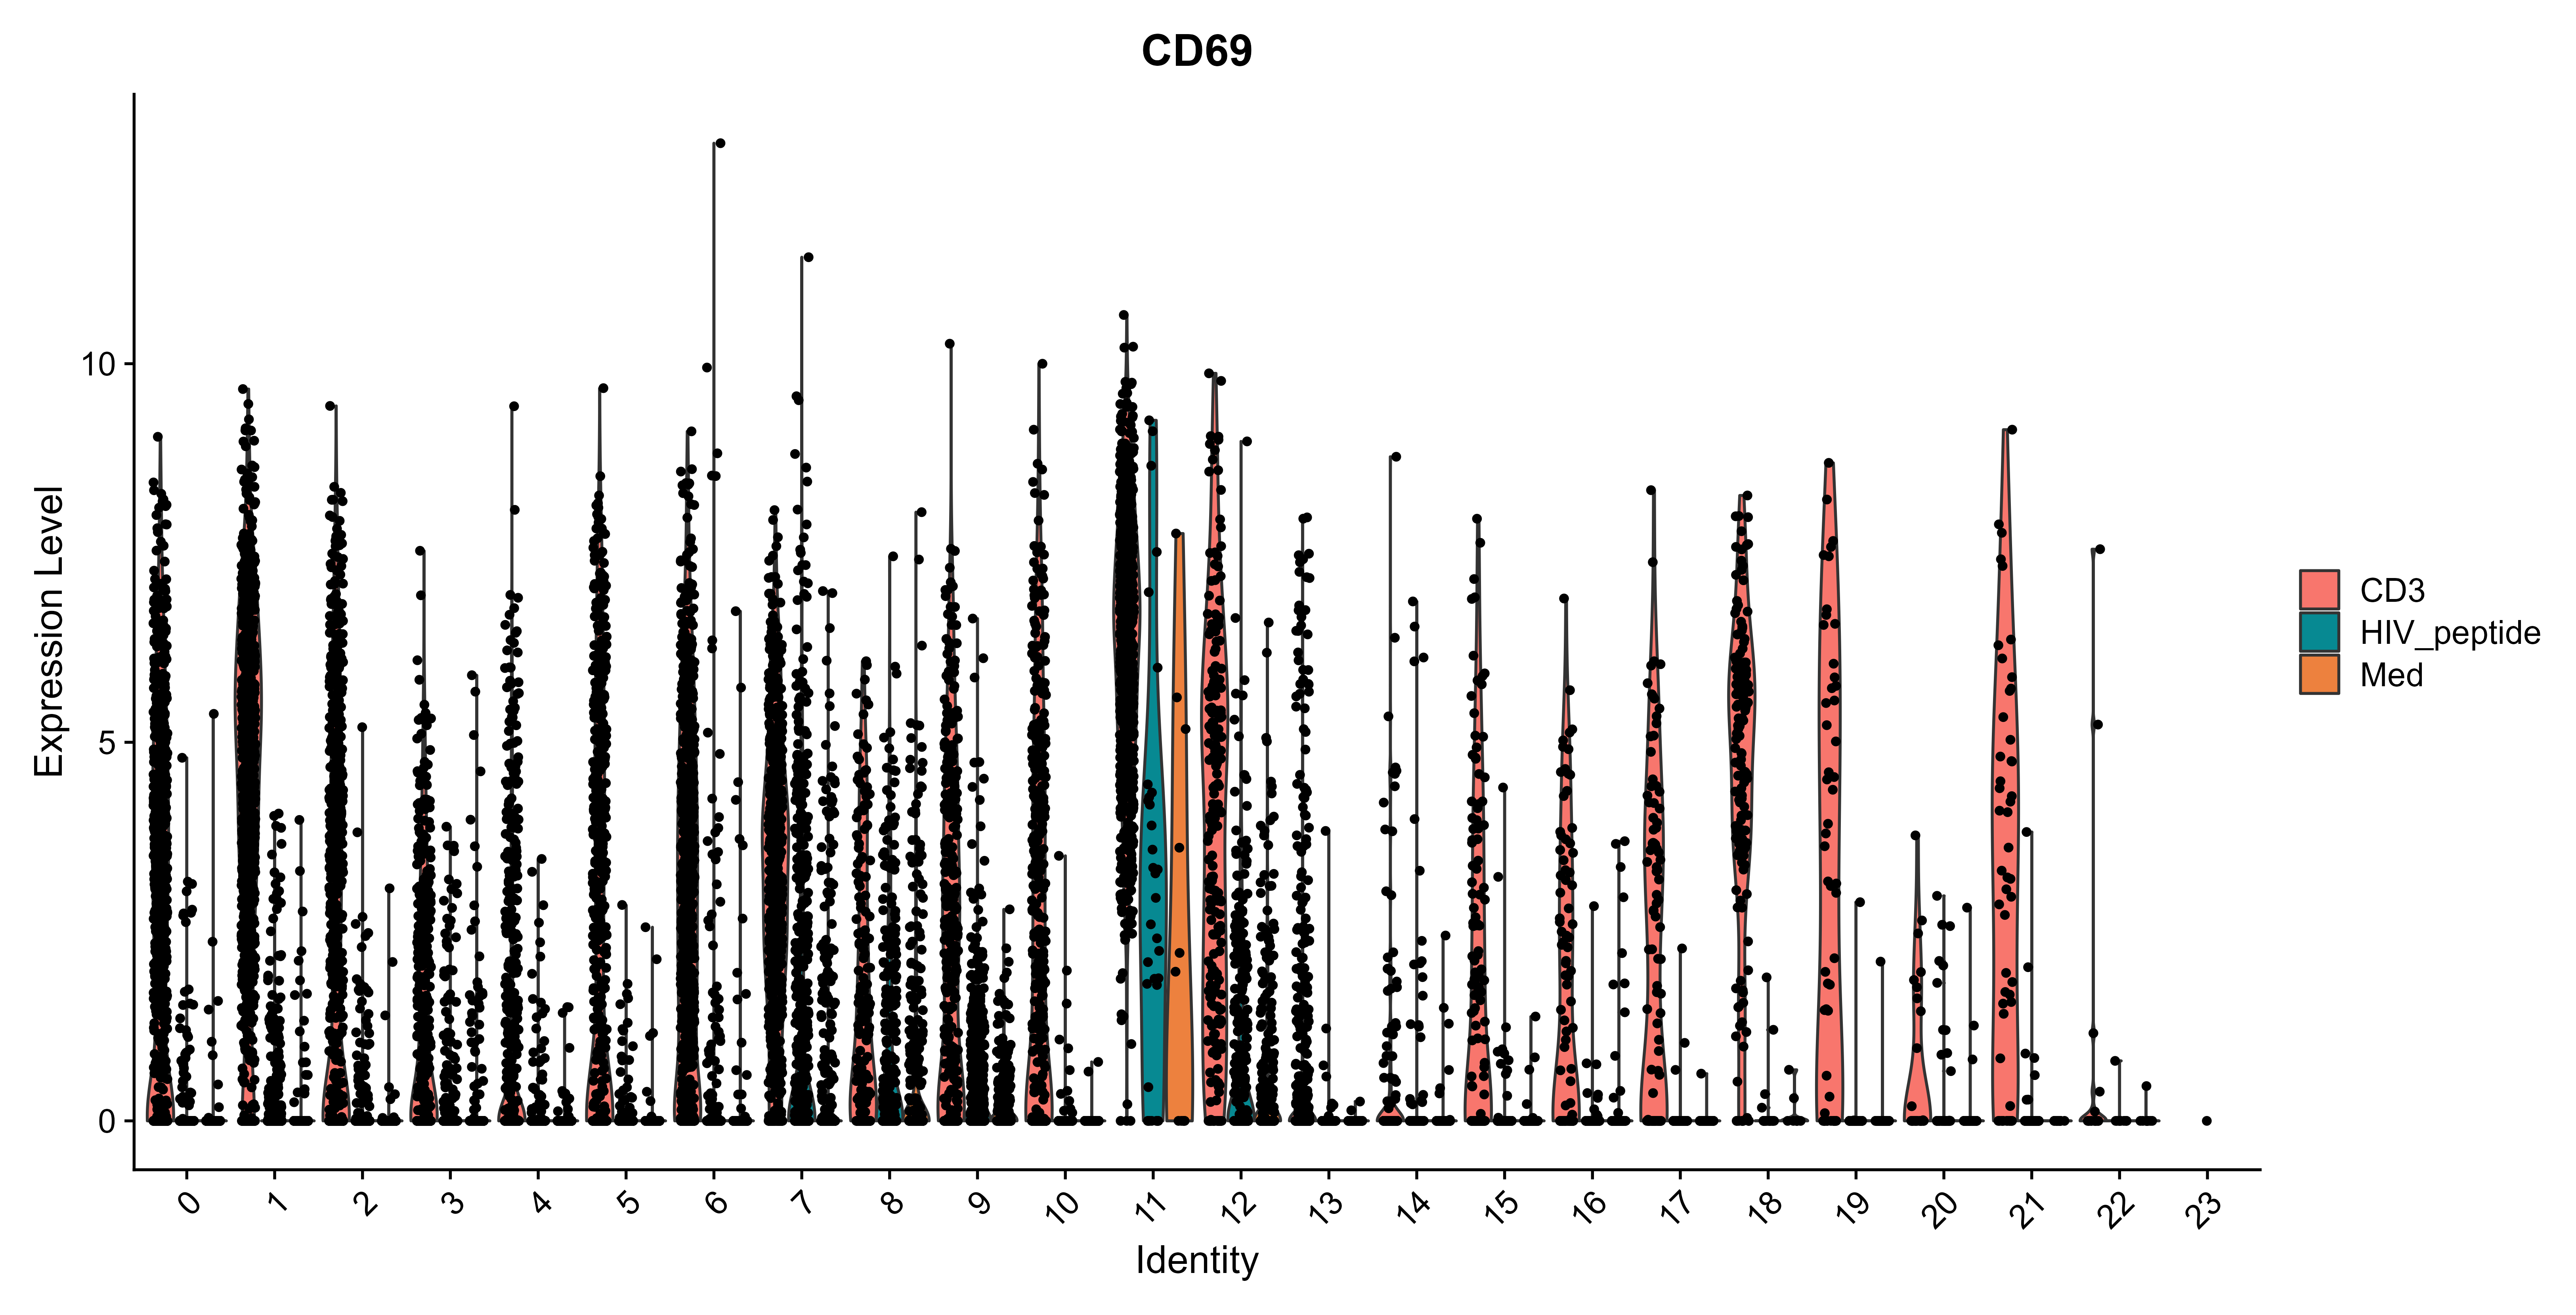 CD69
Expression Level
10
5
0
0 1 2 3 4 5 6 7 8 9 10 11 12 13 14 15 16 17 18 19 20 21 22 23
Identity
CD3
HIV_peptide
Med